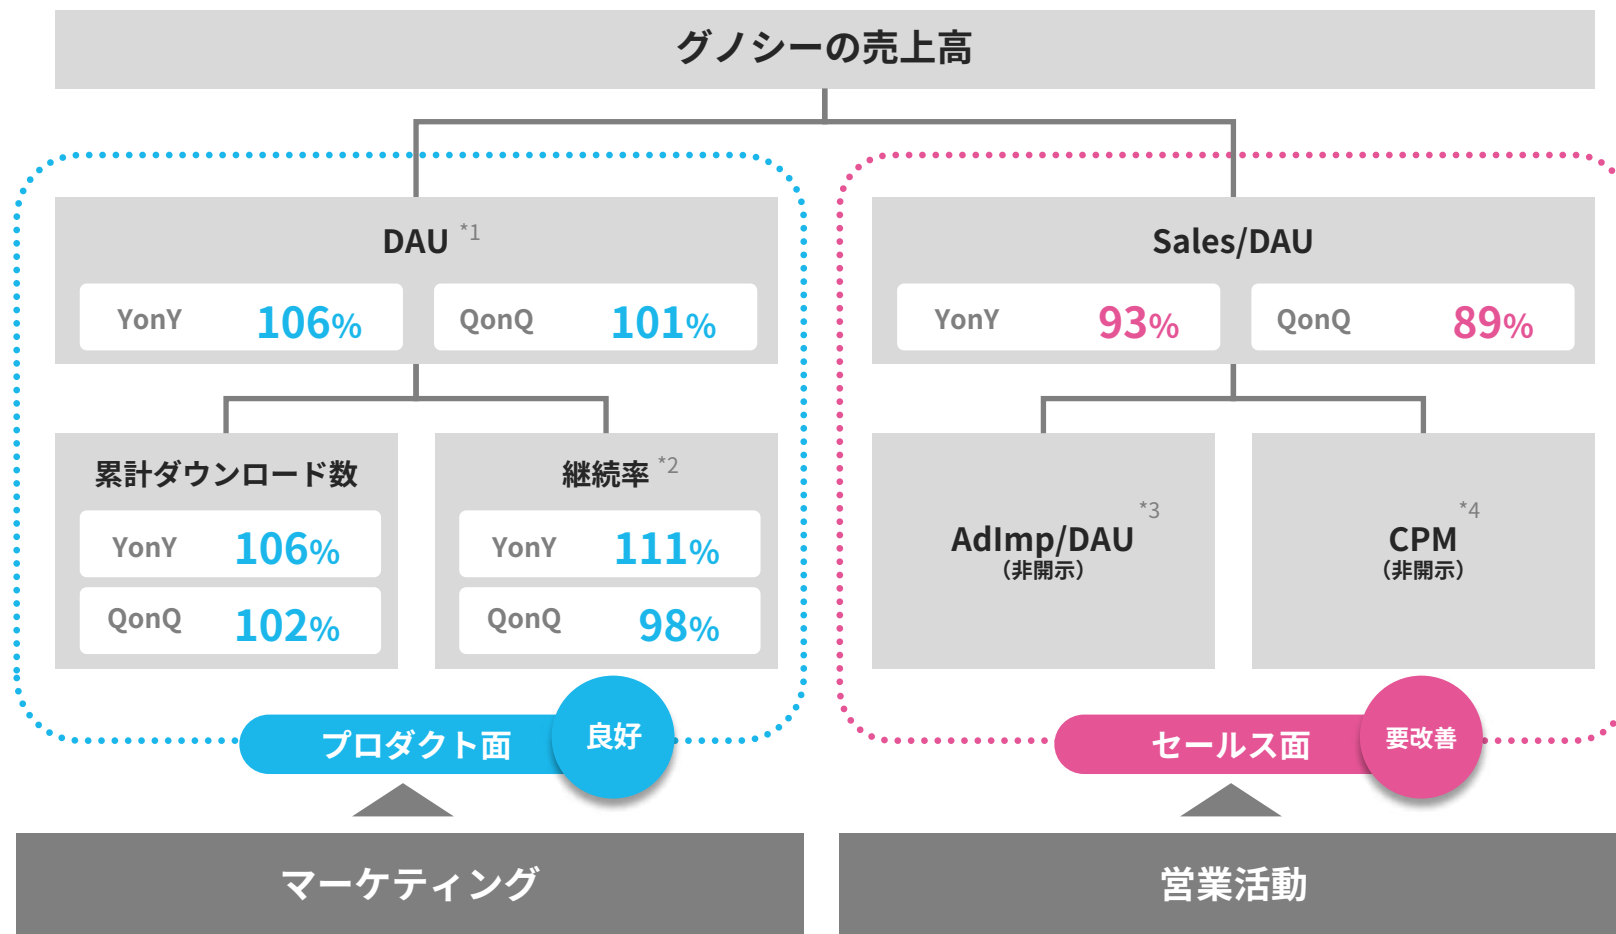 グノシーの売上高
DAU *1
YonY 106%
QonQ 101%
Sales/DAU
YonY 93%
QonQ 89%
累計ダウンロード数
YonY 106%
QonQ 102%
継続率 *2
YonY 111%
QonQ 98%
AdImp/DAU *3
（非開示）
CPM *4
（非開示）
プロダクト面
良好
セールス面
要改善
マーケティング
営業活動